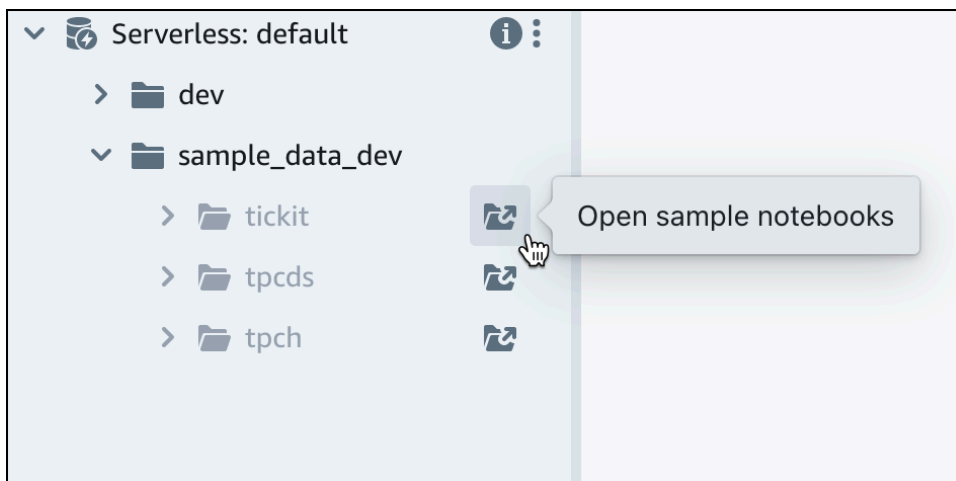 Serverless: default
dev
sample_data_dev
tickit
Open sample notebooks
tpcds
tpch